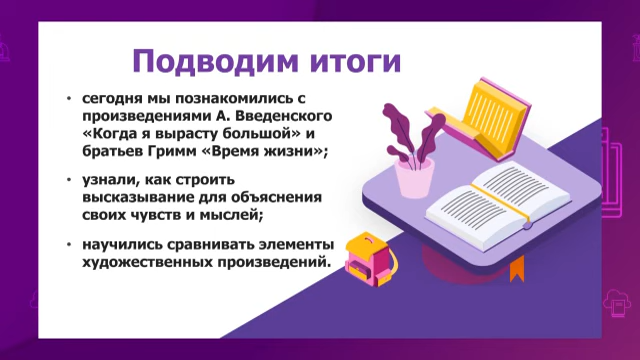 Подводим итоги
• сегодня мы познакомились с
произведениями А. Введенского
«Когда я вырасту большой» и
братьев Гримм «Время жизни»;
• узнали, как строить
высказывание для объяснения
своих чувств и мыслей;
• научились сравнивать элементы
художественных произведений.